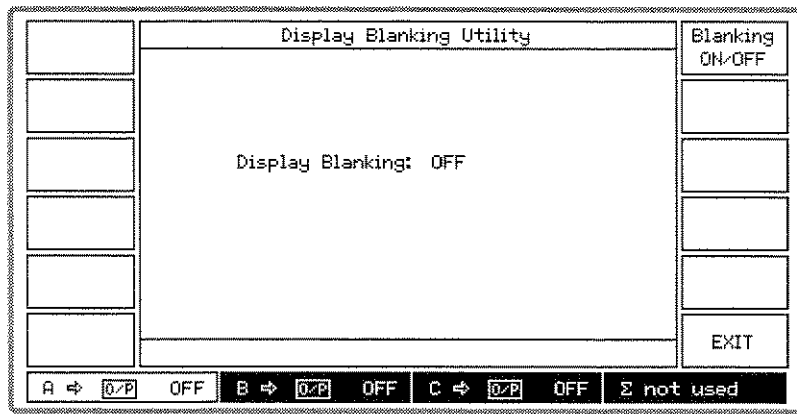 Display Blanking Utility
Blanking
ON/OFF
Display Blanking: OFF
EXIT
A ⇨ O/P OFF B ⇨ O/P OFF C ⇨ O/P OFF Σ not used